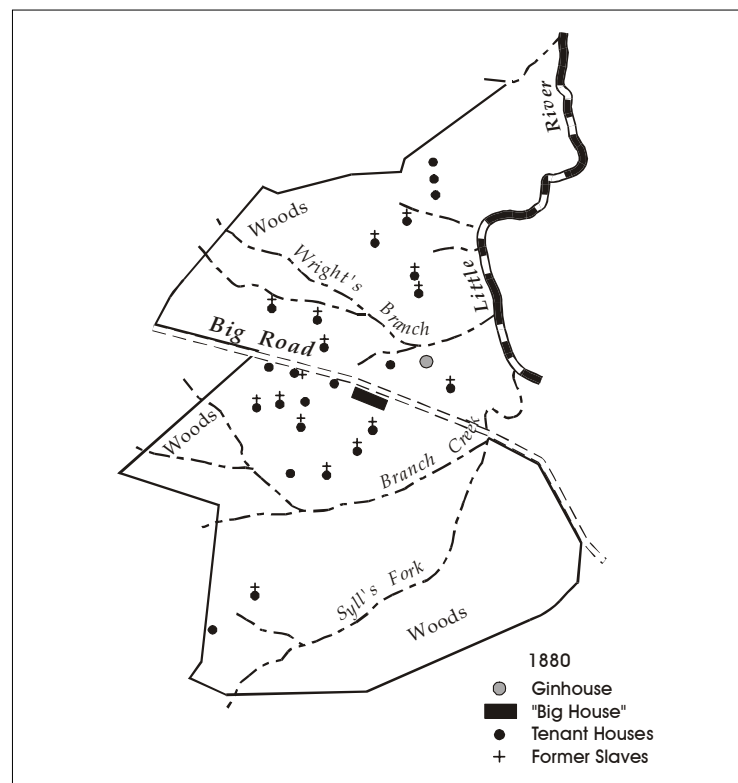 River
Woods
Wright's
Branch
Little
Big Road
Woods
Branch Creek
Syll's Fork
Woods
1880
Ginhouse
"Big House"
Tenant Houses
Former Slaves